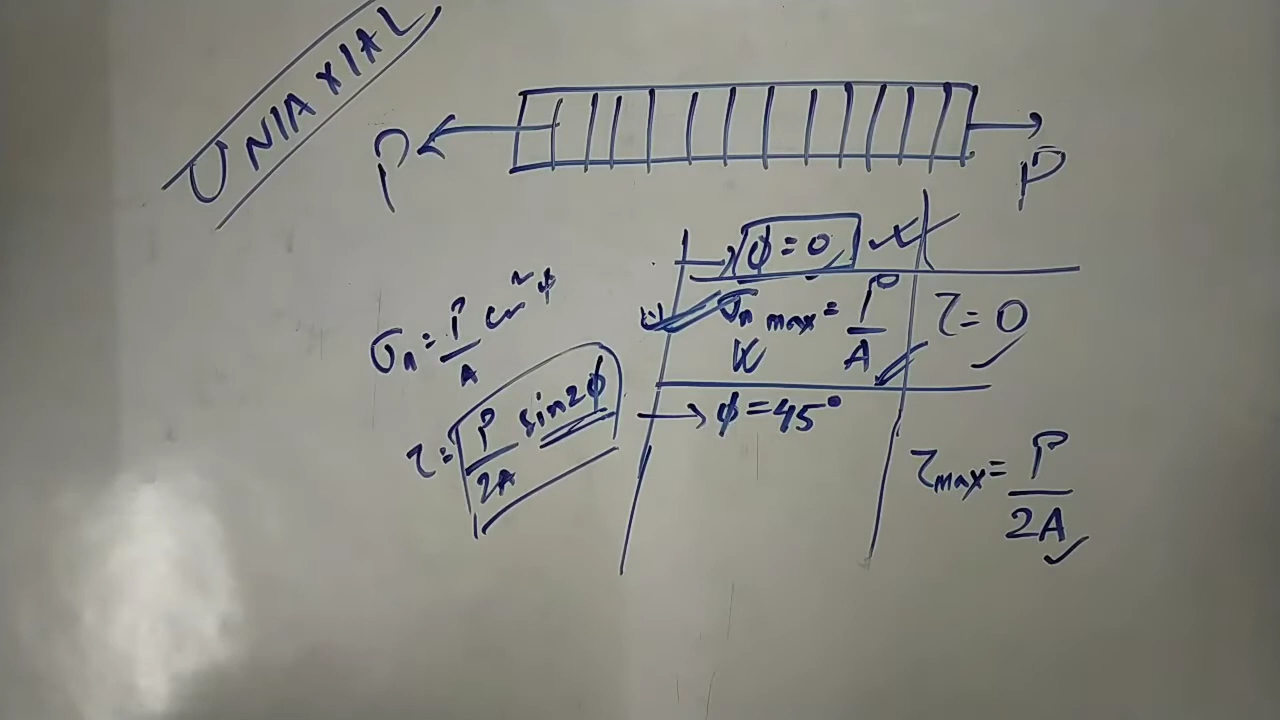 UNIAXIAL
P P
ϕ = 0
σn = P/A cos²ϕ
σn max = P/A τ = 0
τ = P/2A sin2ϕ → ϕ = 45°
τmax = P/2A